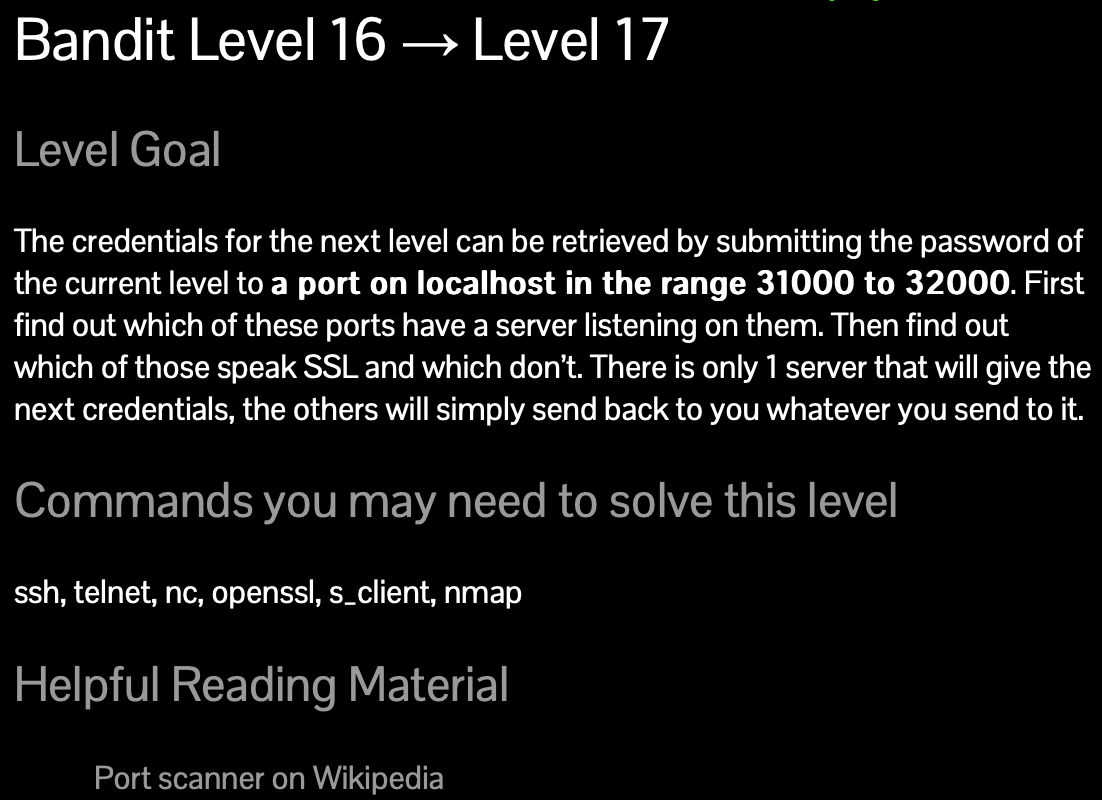 Bandit Level 16 → Level 17
Level Goal
The credentials for the next level can be retrieved by submitting the password of
the current level to a port on localhost in the range 31000 to 32000. First
find out which of these ports have a server listening on them. Then find out
which of those speak SSL and which don’t. There is only 1 server that will give the
next credentials, the others will simply send back to you whatever you send to it.
Commands you may need to solve this level
ssh, telnet, nc, openssl, s_client, nmap
Helpful Reading Material
Port scanner on Wikipedia